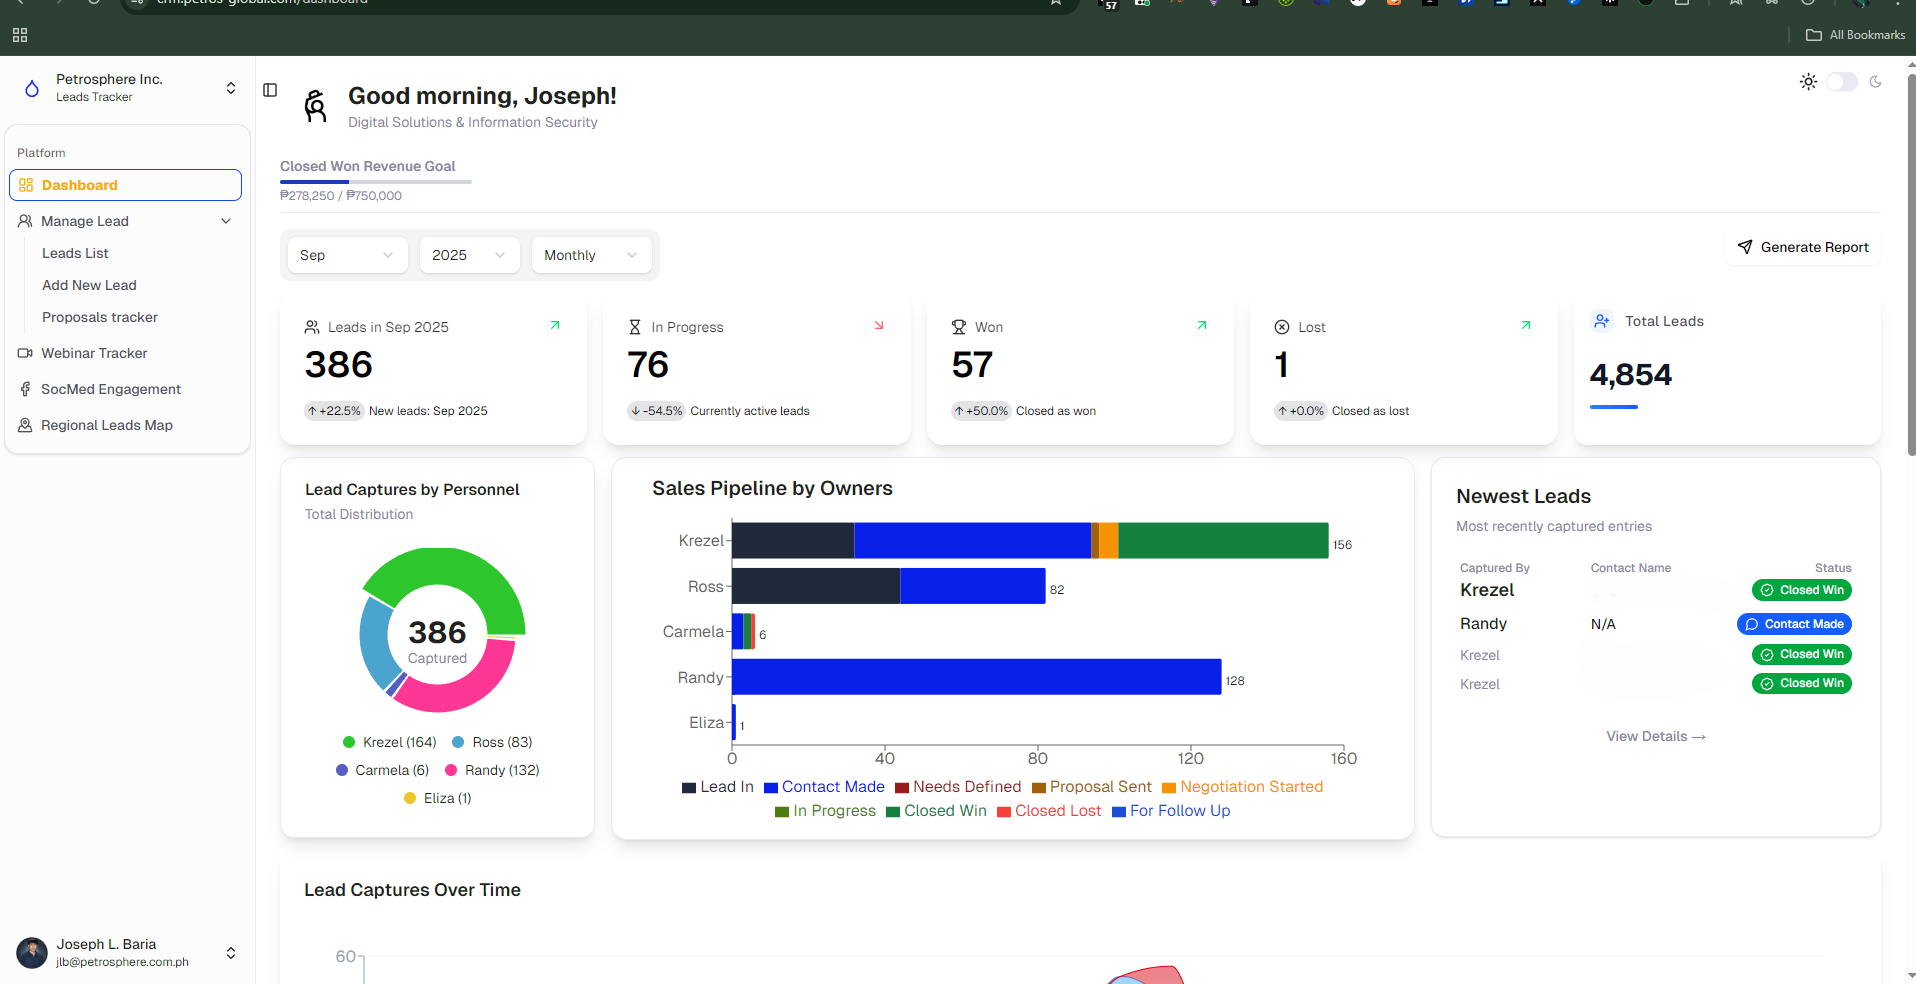 57
All Bookmarks
Petrosphere Inc.
Leads Tracker
Platform
Dashboard
Manage Lead
Leads List
Add New Lead
Proposals tracker
Webinar Tracker
SocMed Engagement
Regional Leads Map
Joseph L. Baria
jlb@petrosphere.com.ph
Good morning, Joseph!
Digital Solutions & Information Security
Closed Won Revenue Goal
₱278,250 / ₱750,000
Sep 2025 Monthly
Generate Report
Leads in Sep 2025
386
↑ +22.5% New leads: Sep 2025
In Progress
76
↓ -54.5% Currently active leads
Won
57
↑ +50.0% Closed as won
Lost
1
↑ +0.0% Closed as lost
Total Leads
4,854
Lead Captures by Personnel
Total Distribution
386
Captured
Krezel (164) Ross (83)
Carmela (6) Randy (132)
Eliza (1)
Sales Pipeline by Owners
Krezel 156
Ross 82
Carmela 6
Randy 128
Eliza 1
0 40 80 120 160
Lead In Contact Made Needs Defined Proposal Sent Negotiation Started
In Progress Closed Win Closed Lost For Follow Up
Newest Leads
Most recently captured entries
Captured By Contact Name Status
Krezel Closed Win
Randy N/A Contact Made
Krezel Closed Win
Krezel Closed Win
View Details →
Lead Captures Over Time
60